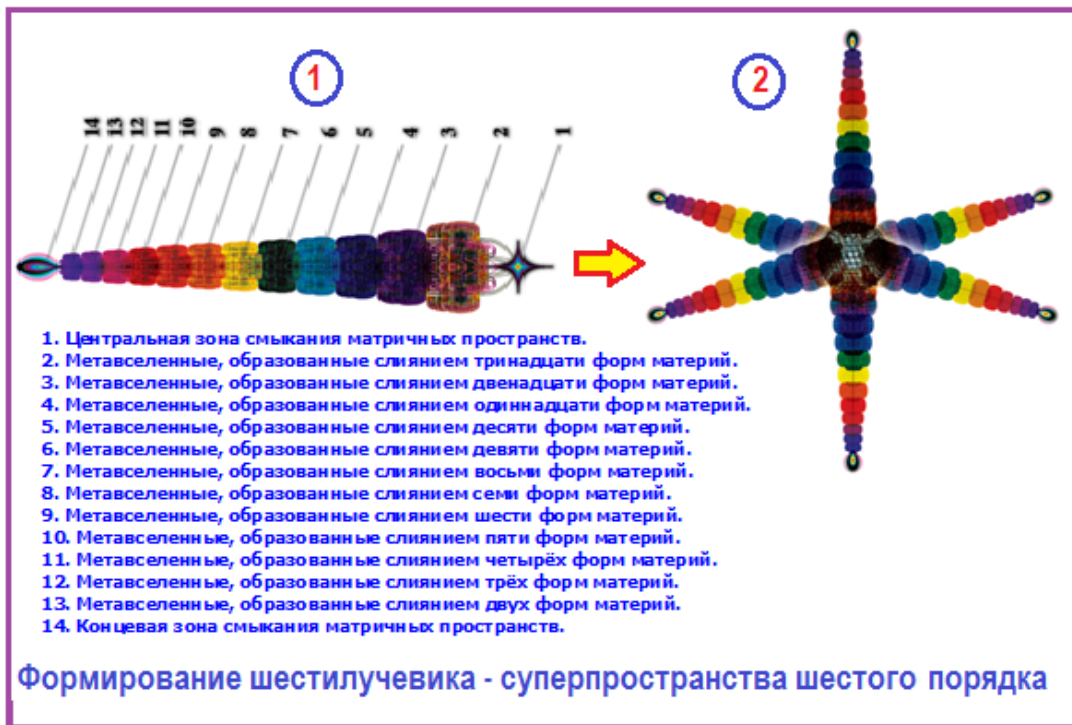 1
2
14 13 12 11 10 9 8 7 6 5 4 3 2 1
1. Центральная зона смыкания матричных пространств.
2. Метавселенные, образованные слиянием тринадцати форм материй.
3. Метавселенные, образованные слиянием двенадцати форм материй.
4. Метавселенные, образованные слиянием одиннадцати форм материй.
5. Метавселенные, образованные слиянием десяти форм материй.
6. Метавселенные, образованные слиянием девяти форм материй.
7. Метавселенные, образованные слиянием восьми форм материй.
8. Метавселенные, образованные слиянием семи форм материй.
9. Метавселенные, образованные слиянием шести форм материй.
10. Метавселенные, образованные слиянием пяти форм материй.
11. Метавселенные, образованные слиянием четырёх форм материй.
12. Метавселенные, образованные слиянием трёх форм материй.
13. Метавселенные, образованные слиянием двух форм материй.
14. Концевая зона смыкания матричных пространств.
Формирование шестилучевика - суперпространства шестого порядка